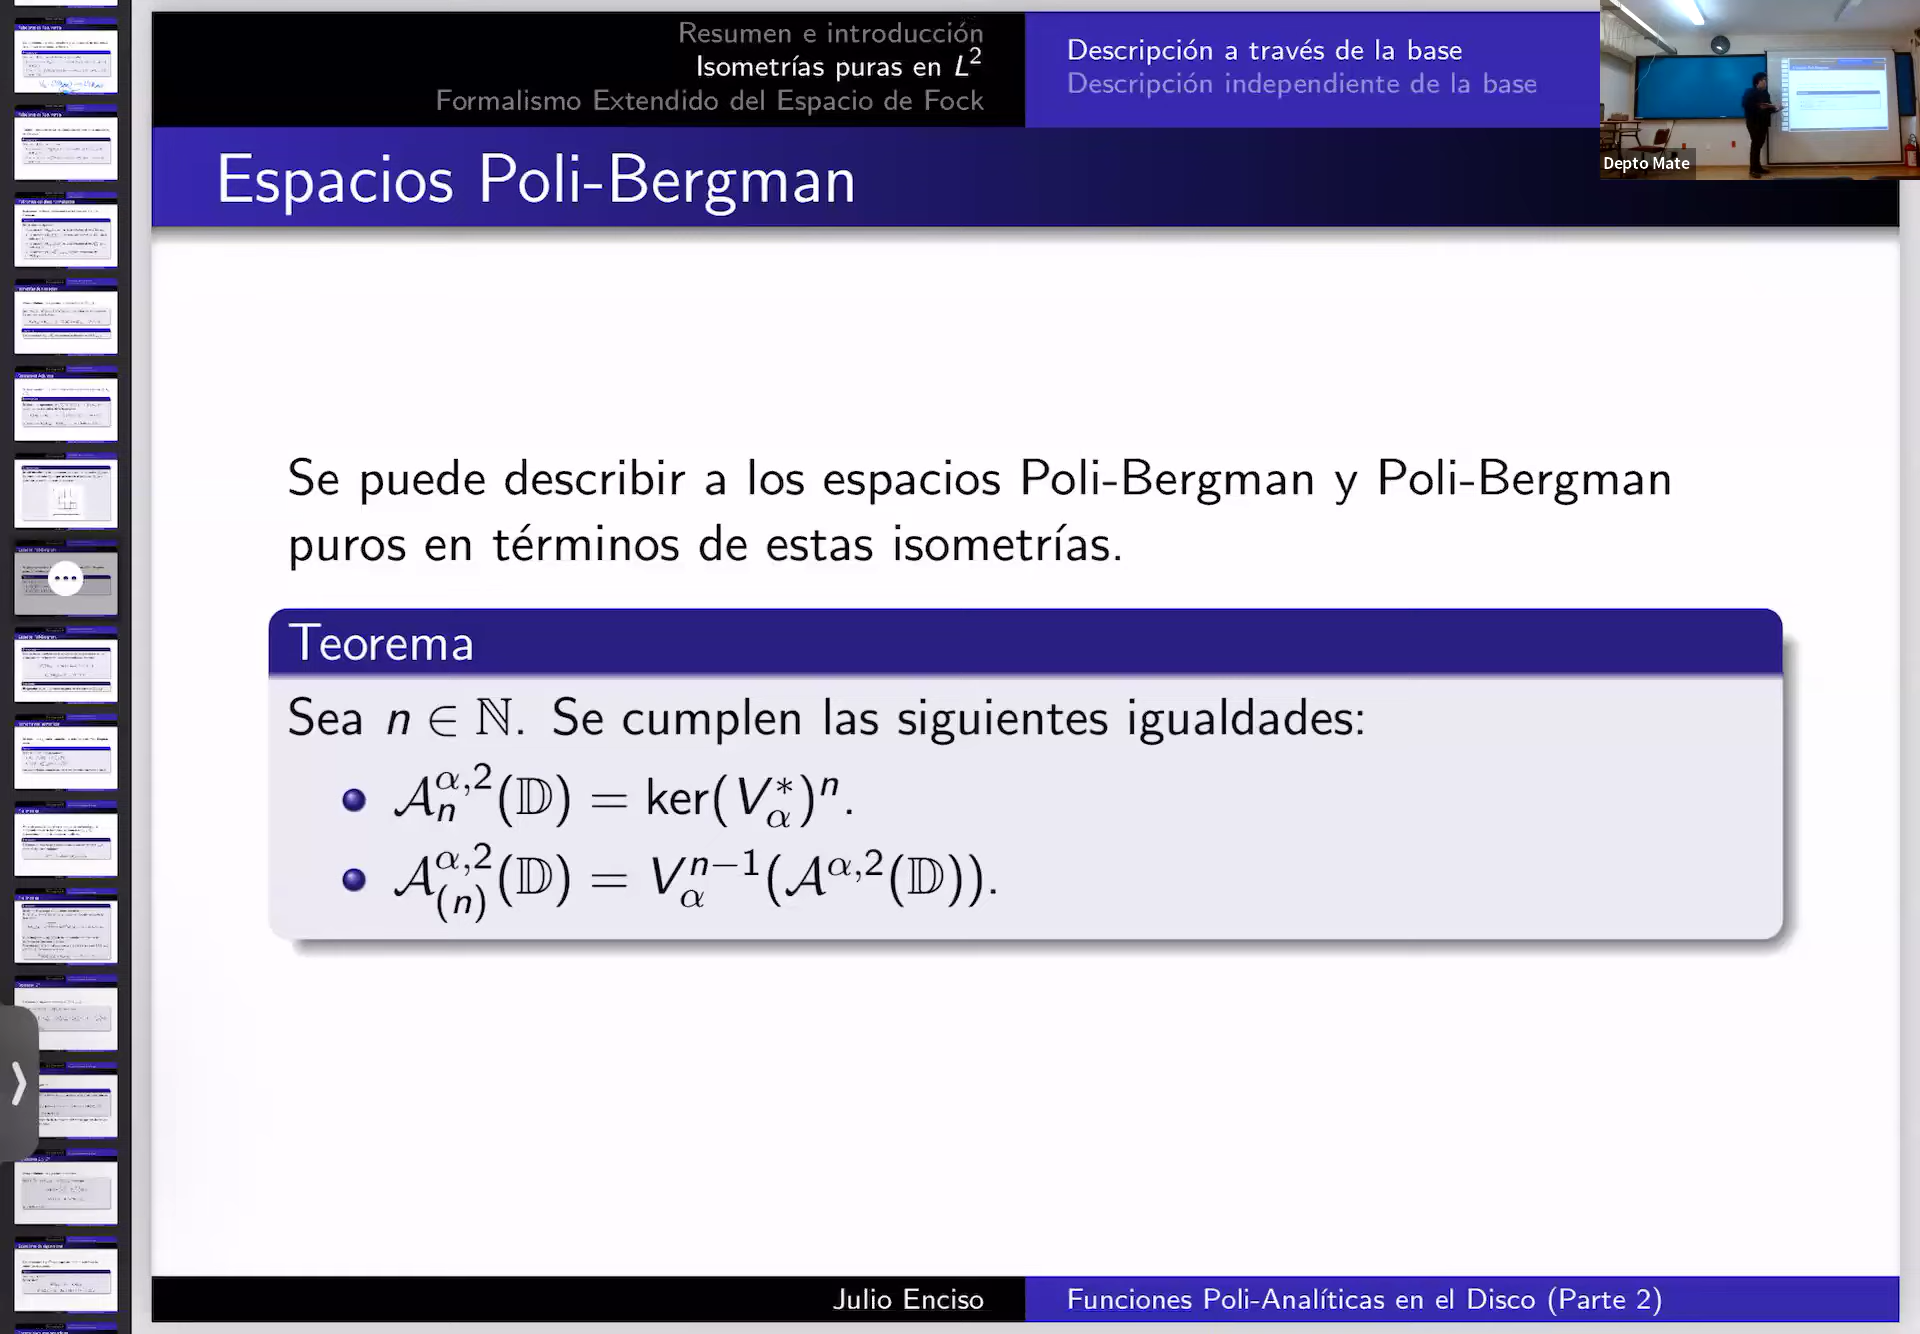 Resumen e introducción
Isometrías puras en L²
Formalismo Extendido del Espacio de Fock
Descripción a través de la base
Descripción independiente de la base
Depto Mate
Espacios Poli-Bergman
Se puede describir a los espacios Poli-Bergman y Poli-Bergman
puros en términos de estas isometrías.
Teorema
Sea n ∈ ℕ. Se cumplen las siguientes igualdades:
• 𝒜_n^{α,2}(𝔻) = ker(V_α^*)^n.
• 𝒜_{(n)}^{α,2}(𝔻) = V_α^{n−1}(𝒜^{α,2}(𝔻)).
Julio Enciso
Funciones Poli-Analíticas en el Disco (Parte 2)